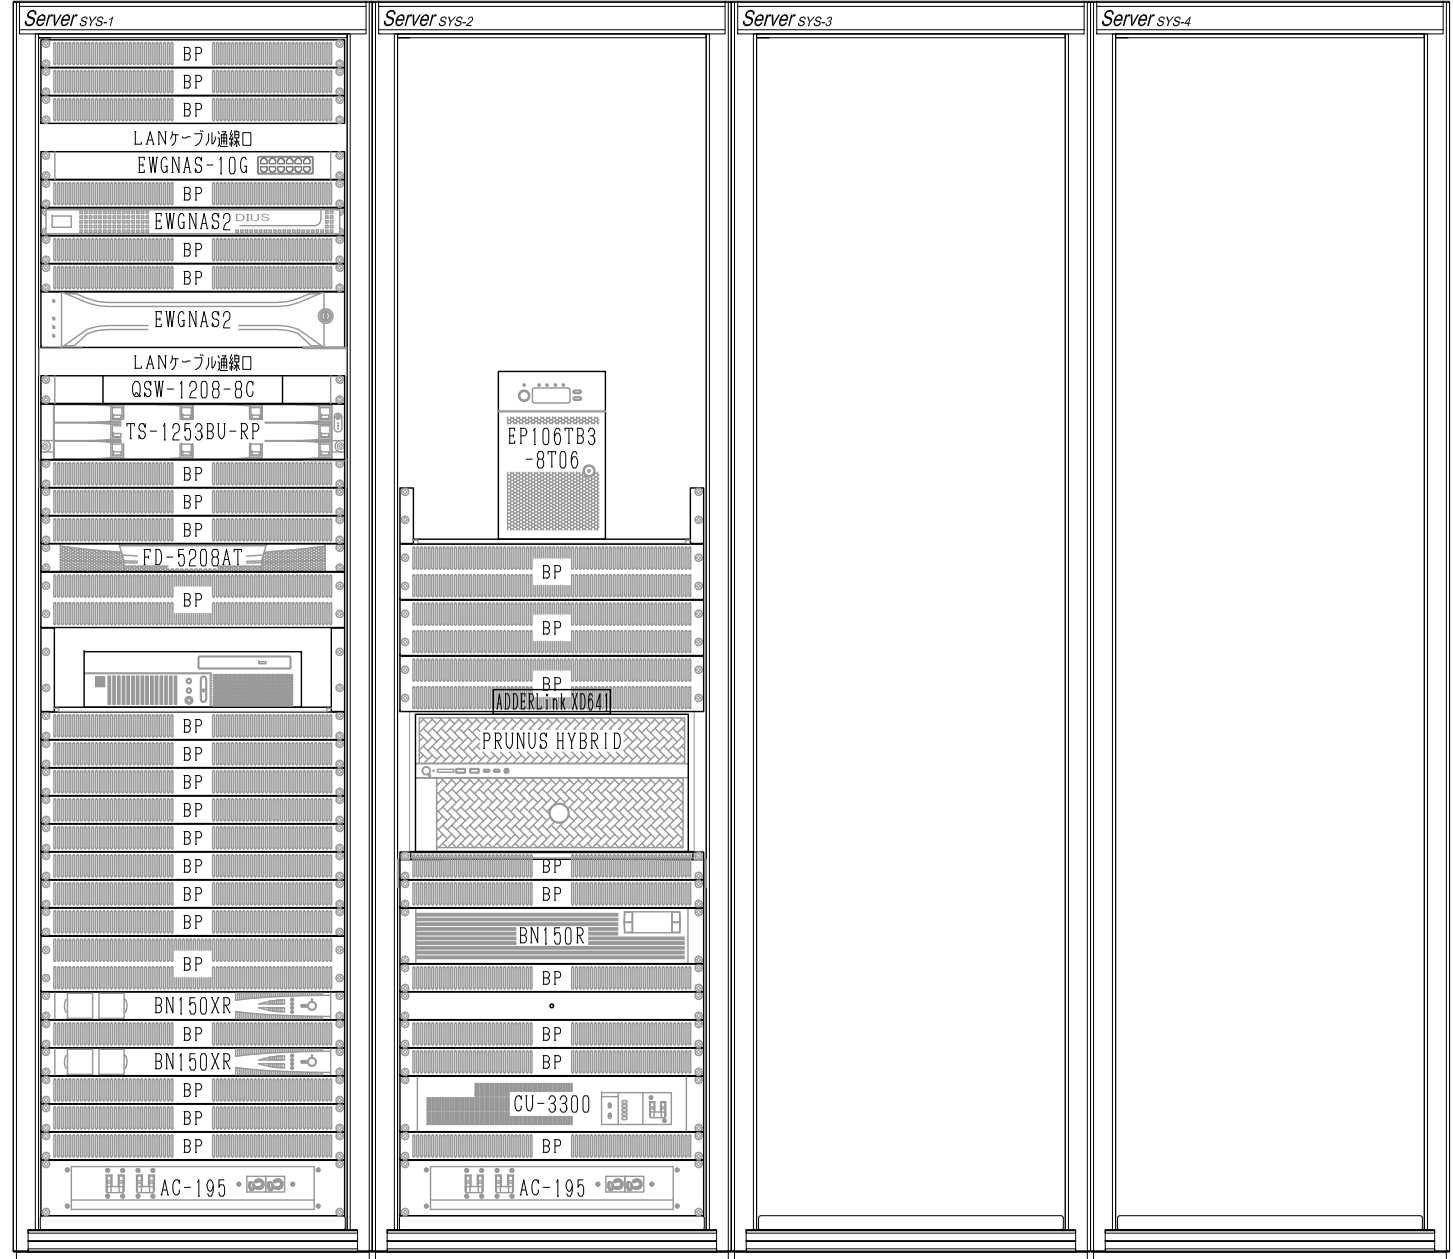 Server SYS-1
BP
BP
BP
LANケーブル通線口
EWGNAS-10G
BP
EWGNAS2 DIUS
BP
BP
EWGNAS2
LANケーブル通線口
QSW-1208-8C
TS-1253BU-RP
BP
BP
BP
FD-5208AT
BP
BP
BP
BP
BP
BP
BP
BP
BP
BP
BN150XR
BP
BN150XR
BP
BP
BP
AC-195
Server SYS-2
EP106TB3
-8T06
BP
BP
BP
ADDERLink XD641
PRUNUS HYBRID
BP
BP
BN150R
BP
BP
BP
CU-3300
BP
AC-195
Server SYS-3
Server SYS-4